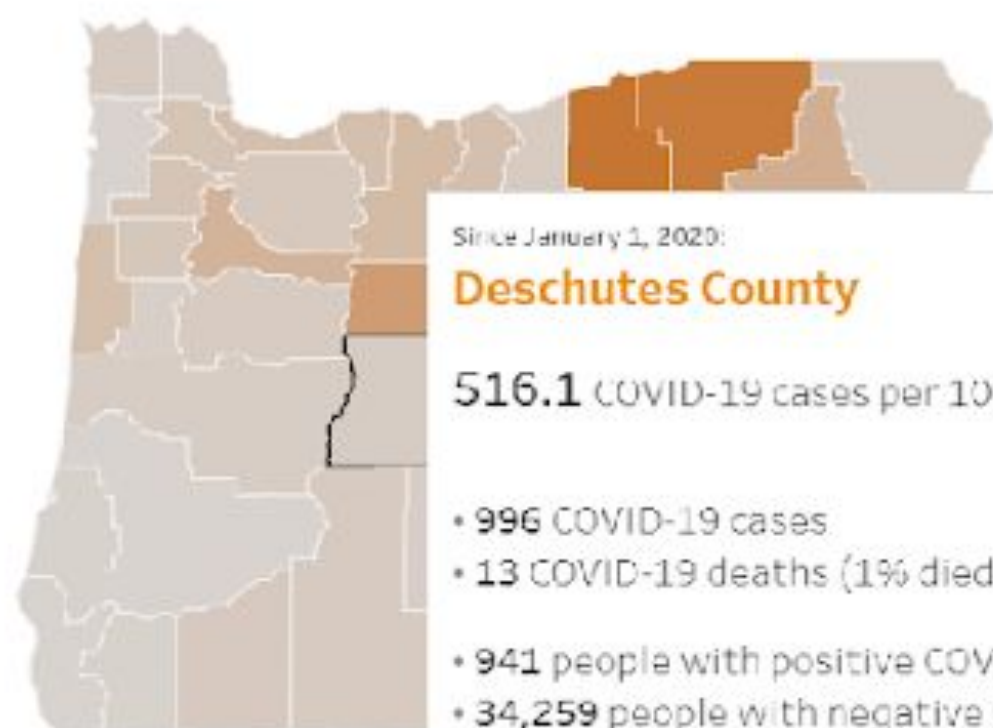 Since January 1, 2020:
Deschutes County
516.1 COVID-19 cases per 10
• 996 COVID-19 cases
• 13 COVID-19 deaths (1% died
• 941 people with positive COV
• 34,259 people with negative